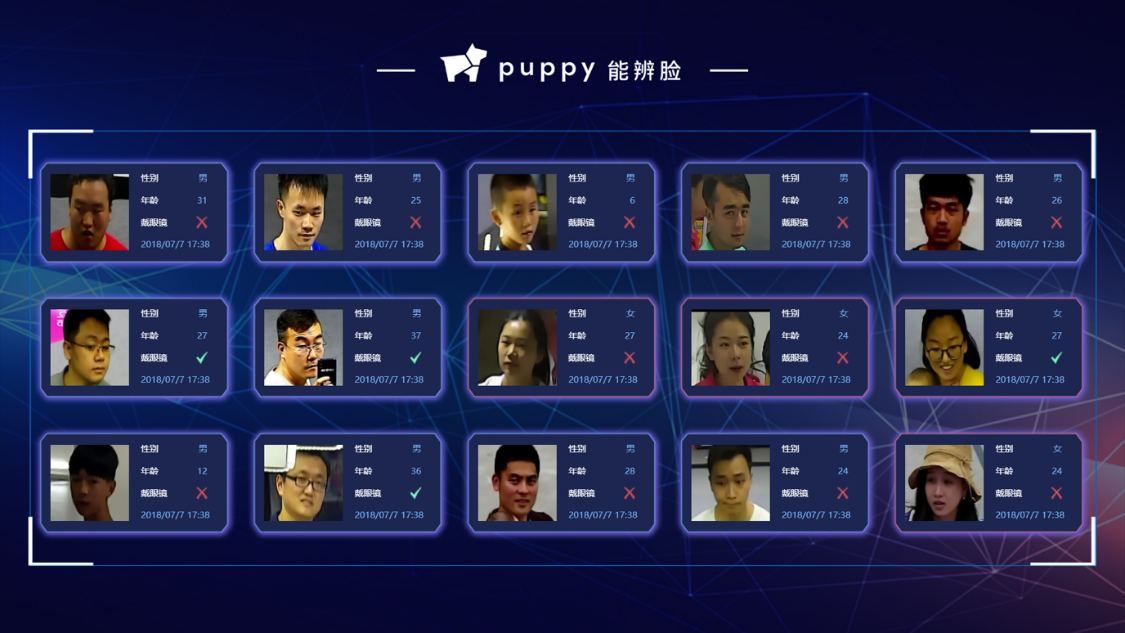 puppy 能辨脸
性别 男
年龄 31
戴眼镜
2018/07/7 17:38
性别 男
年龄 25
戴眼镜
2018/07/7 17:38
性别 男
年龄 6
戴眼镜
2018/07/7 17:38
性别 男
年龄 28
戴眼镜
2018/07/7 17:38
性别 男
年龄 26
戴眼镜
2018/07/7 17:38
性别 男
年龄 27
戴眼镜
2018/07/7 17:38
性别 男
年龄 37
戴眼镜
2018/07/7 17:38
性别 女
年龄 27
戴眼镜
2018/07/7 17:38
性别 女
年龄 24
戴眼镜
2018/07/7 17:38
性别 女
年龄 27
戴眼镜
2018/07/7 17:38
性别 男
年龄 12
戴眼镜
2018/07/7 17:38
性别 男
年龄 36
戴眼镜
2018/07/7 17:38
性别 男
年龄 28
戴眼镜
2018/07/7 17:38
性别 男
年龄 24
戴眼镜
2018/07/7 17:38
性别 女
年龄 24
戴眼镜
2018/07/7 17:38